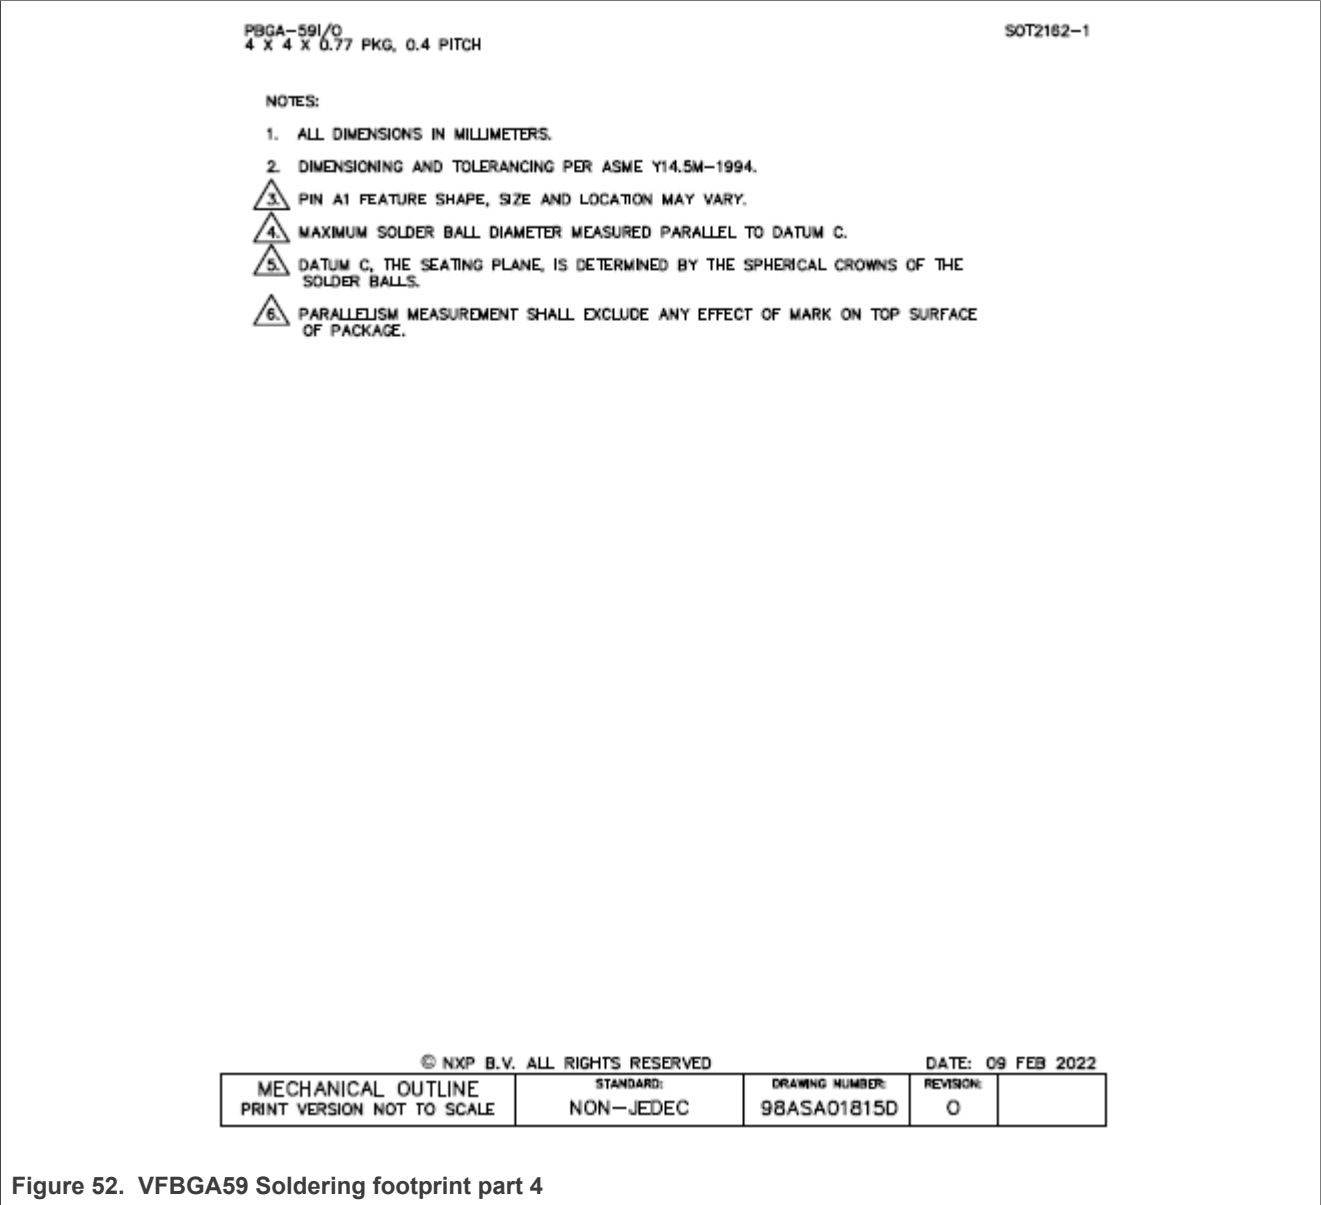 PBGA-59I/O
4 X 4 X 0.77 PKG, 0.4 PITCH
SOT2162-1
NOTES:
1. ALL DIMENSIONS IN MILLIMETERS.
2. DIMENSIONING AND TOLERANCING PER ASME Y14.5M-1994.
3. PIN A1 FEATURE SHAPE, SIZE AND LOCATION MAY VARY.
4. MAXIMUM SOLDER BALL DIAMETER MEASURED PARALLEL TO DATUM C.
5. DATUM C, THE SEATING PLANE, IS DETERMINED BY THE SPHERICAL CROWNS OF THE
SOLDER BALLS.
6. PARALLELISM MEASUREMENT SHALL EXCLUDE ANY EFFECT OF MARK ON TOP SURFACE
OF PACKAGE.
© NXP B.V. ALL RIGHTS RESERVED
DATE: 09 FEB 2022
MECHANICAL OUTLINE
PRINT VERSION NOT TO SCALE
STANDARD:
NON-JEDEC
DRAWING NUMBER:
98ASA01815D
REVISION:
O
Figure 52. VFBGA59 Soldering footprint part 4